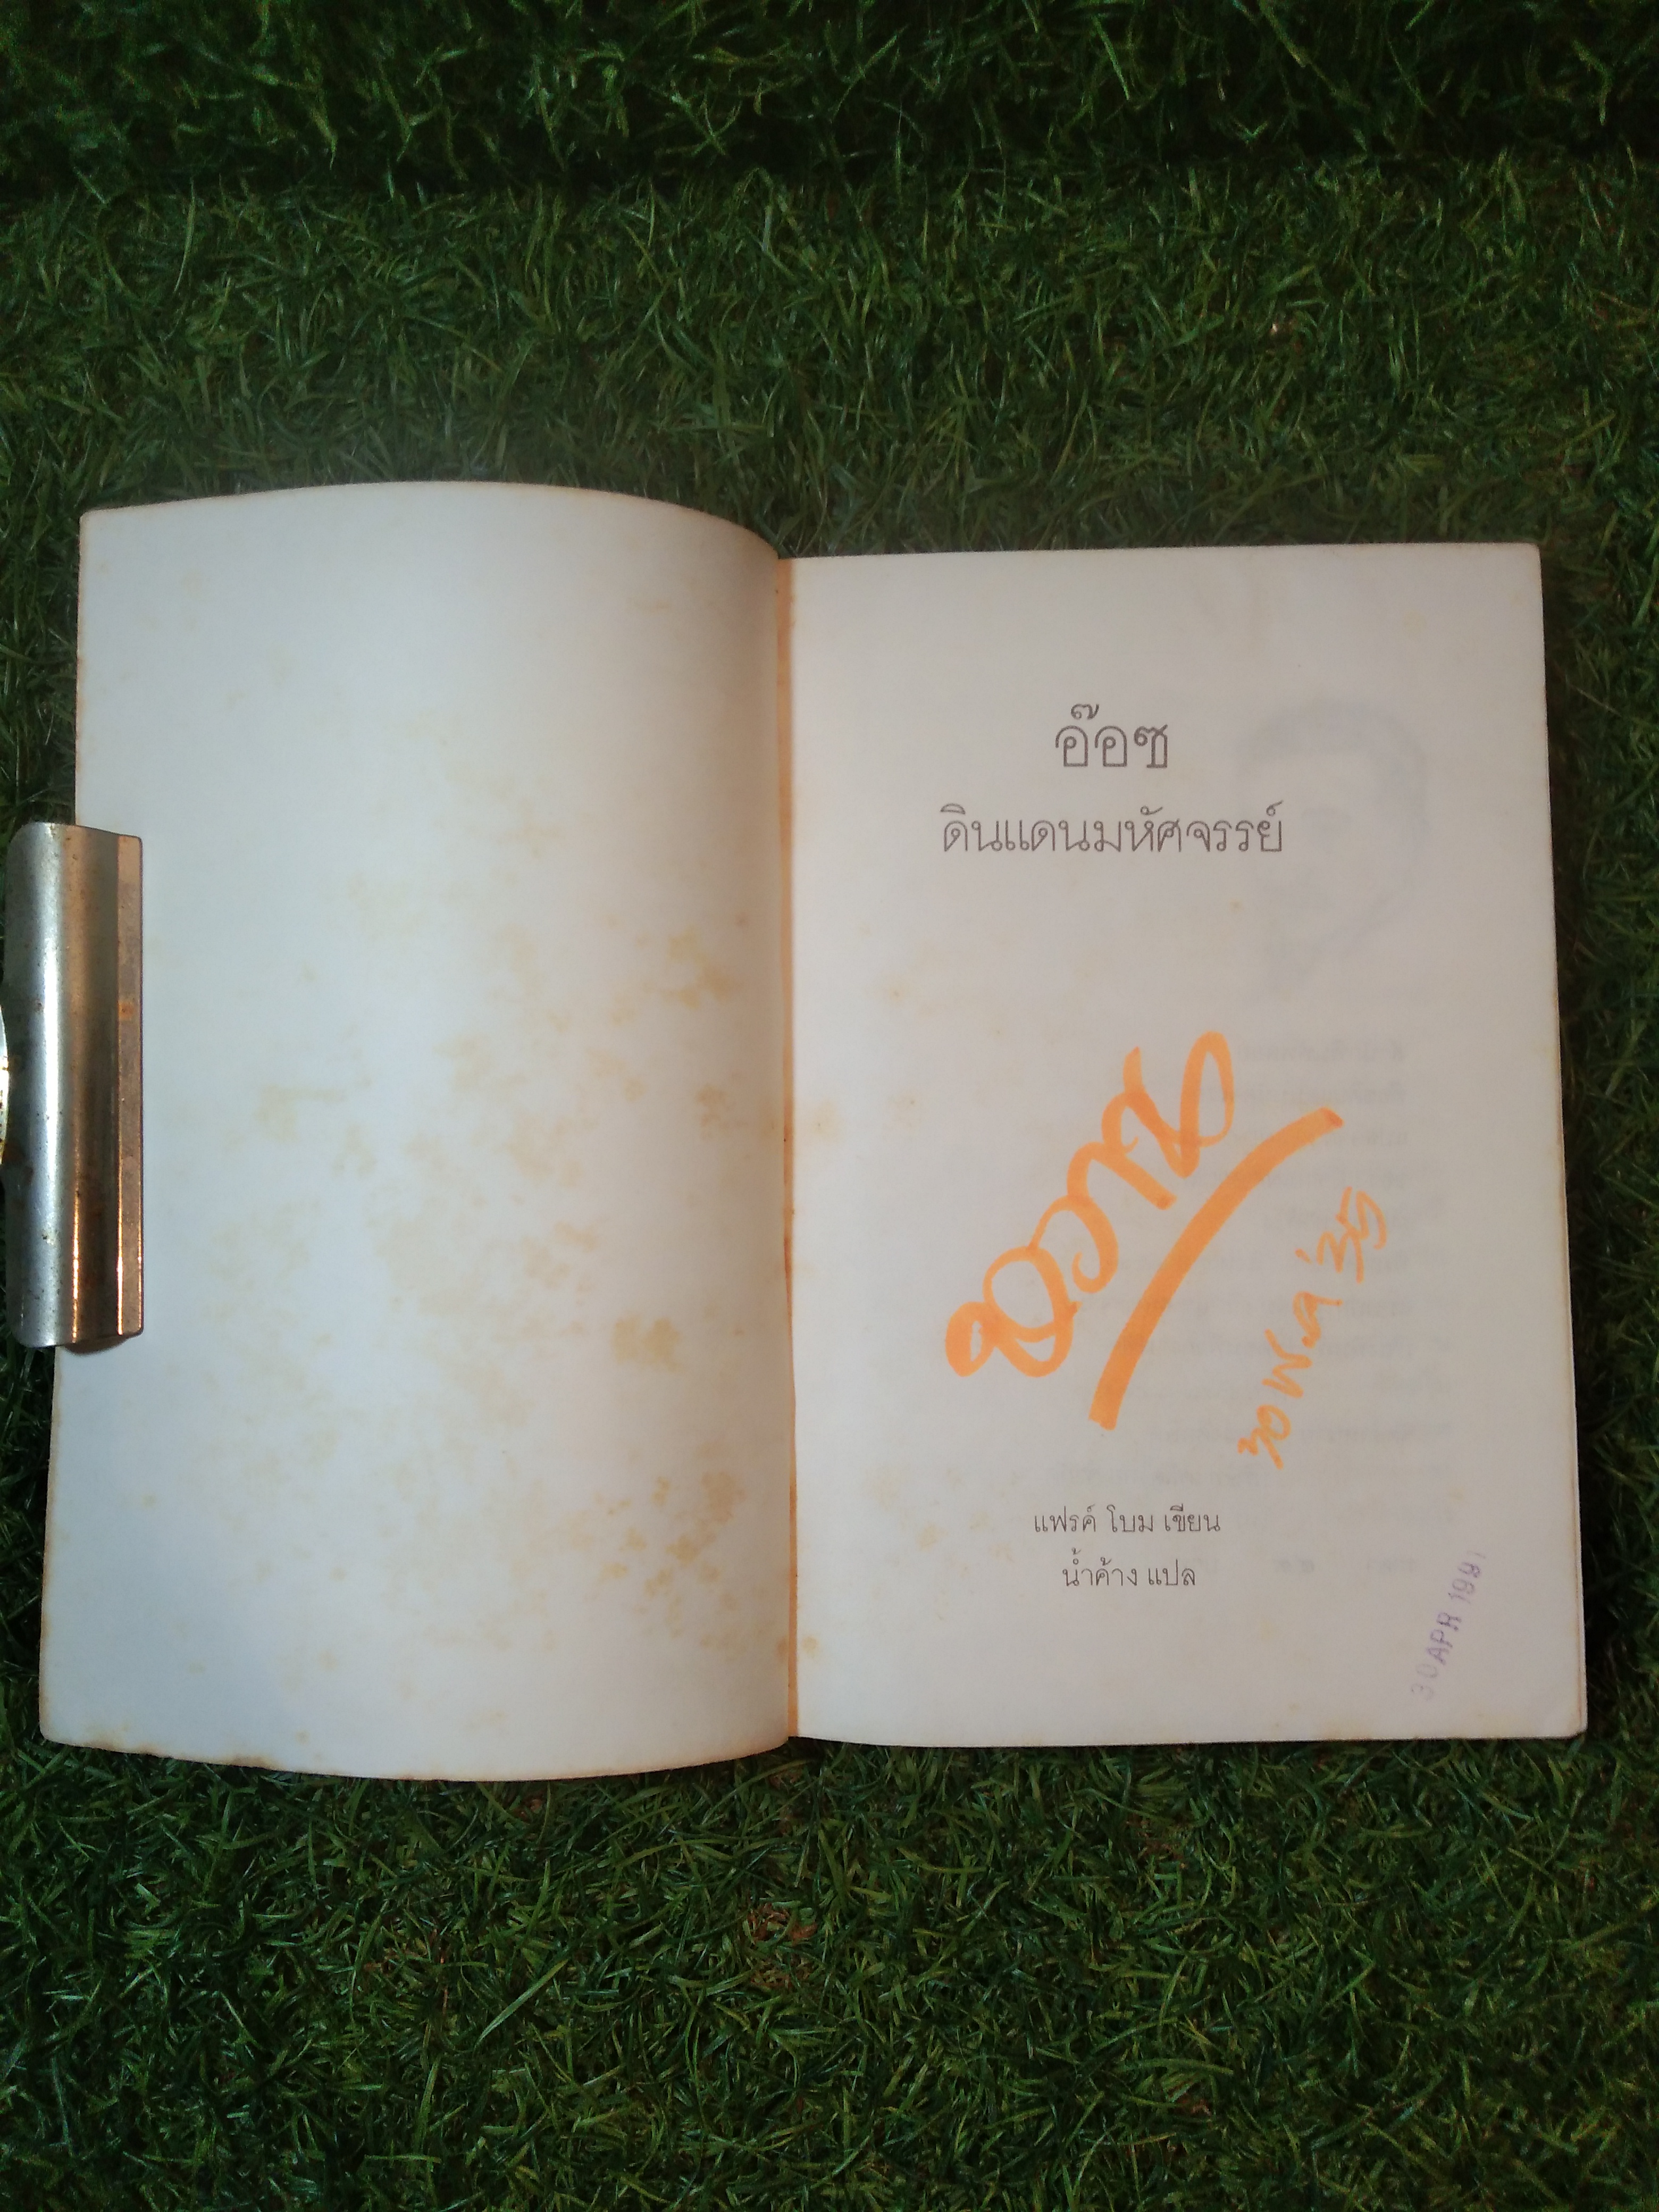 อ๊อซ
ดินแดนมหัศจรรย์
แฟรค์ โบม เขียน
น้ำค้าง แปล
30 APR 1991